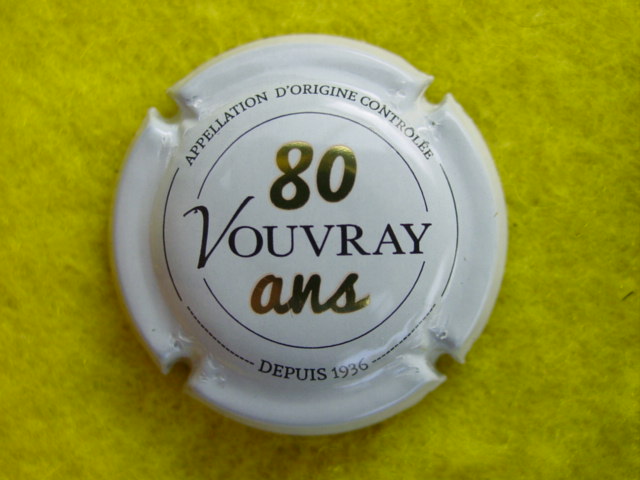 APPELLATION D'ORIGINE CONTRÔLÉE
80
VOUVRAY
ans
DEPUIS 1936